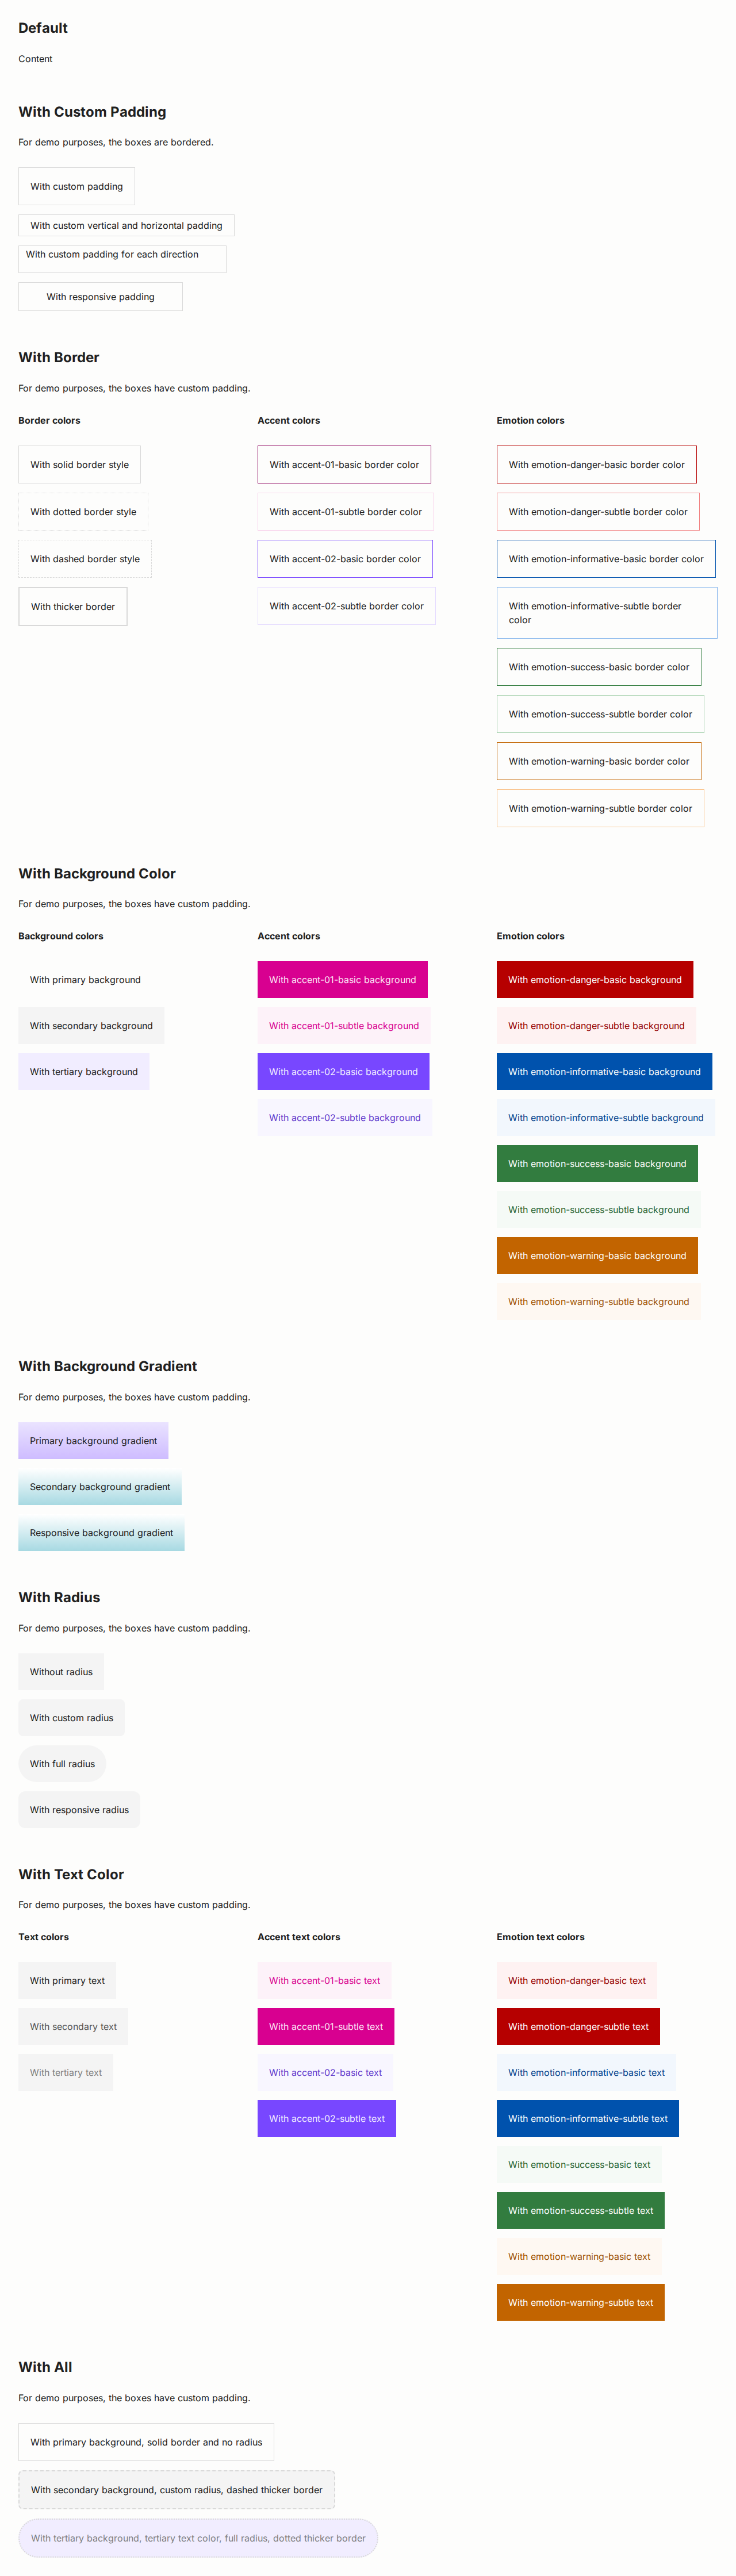 Default
Content
With Custom Padding
For demo purposes, the boxes are bordered.
With custom padding
With custom vertical and horizontal padding
With custom padding for each direction
With responsive padding
With Border
For demo purposes, the boxes have custom padding.
Border colors
With solid border style
With dotted border style
With dashed border style
With thicker border
Accent colors
With accent-01-basic border color
With accent-01-subtle border color
With accent-02-basic border color
With accent-02-subtle border color
Emotion colors
With emotion-danger-basic border color
With emotion-danger-subtle border color
With emotion-informative-basic border color
With emotion-informative-subtle border
color
With emotion-success-basic border color
With emotion-success-subtle border color
With emotion-warning-basic border color
With emotion-warning-subtle border color
With Background Color
For demo purposes, the boxes have custom padding.
Background colors
With primary background
With secondary background
With tertiary background
Accent colors
With accent-01-basic background
With accent-01-subtle background
With accent-02-basic background
With accent-02-subtle background
Emotion colors
With emotion-danger-basic background
With emotion-danger-subtle background
With emotion-informative-basic background
With emotion-informative-subtle background
With emotion-success-basic background
With emotion-success-subtle background
With emotion-warning-basic background
With emotion-warning-subtle background
With Background Gradient
For demo purposes, the boxes have custom padding.
Primary background gradient
Secondary background gradient
Responsive background gradient
With Radius
For demo purposes, the boxes have custom padding.
Without radius
With custom radius
With full radius
With responsive radius
With Text Color
For demo purposes, the boxes have custom padding.
Text colors
With primary text
With secondary text
With tertiary text
Accent text colors
With accent-01-basic text
With accent-01-subtle text
With accent-02-basic text
With accent-02-subtle text
Emotion text colors
With emotion-danger-basic text
With emotion-danger-subtle text
With emotion-informative-basic text
With emotion-informative-subtle text
With emotion-success-basic text
With emotion-success-subtle text
With emotion-warning-basic text
With emotion-warning-subtle text
With All
For demo purposes, the boxes have custom padding.
With primary background, solid border and no radius
With secondary background, custom radius, dashed thicker border
With tertiary background, tertiary text color, full radius, dotted thicker border